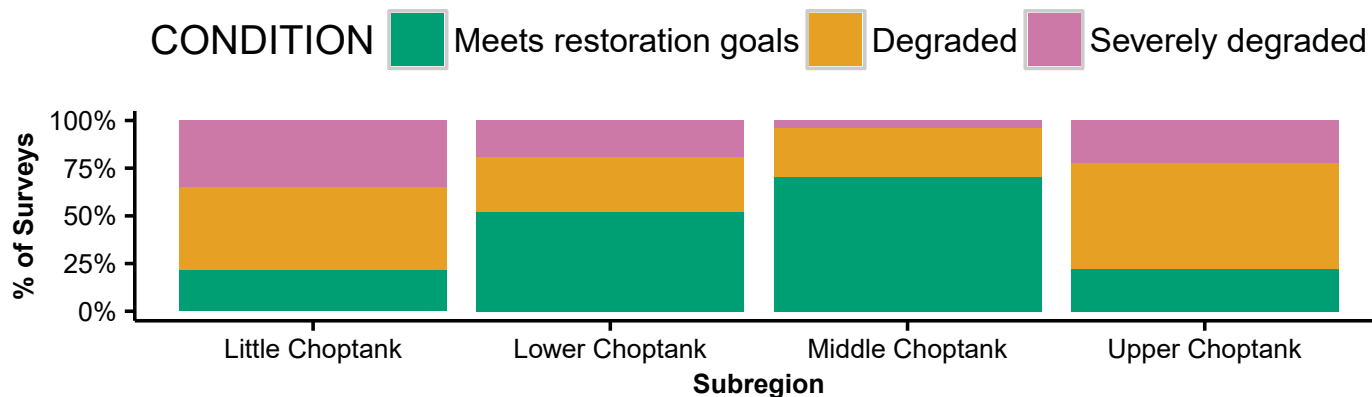 CONDITION Meets restoration goals Degraded Severely degraded
100%
75%
50%
25%
0%
% of Surveys
Little Choptank Lower Choptank Middle Choptank Upper Choptank
Subregion